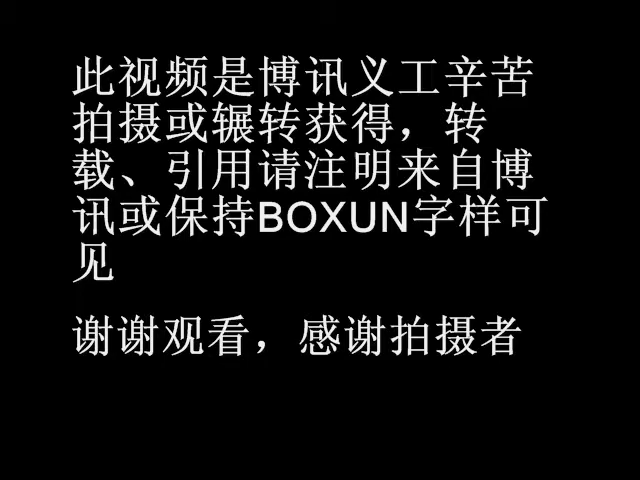 此视频是博讯义工辛苦
拍摄或辗转获得，转
载、引用请注明来自博
讯或保持BOXUN字样可
见
谢谢观看，感谢拍摄者